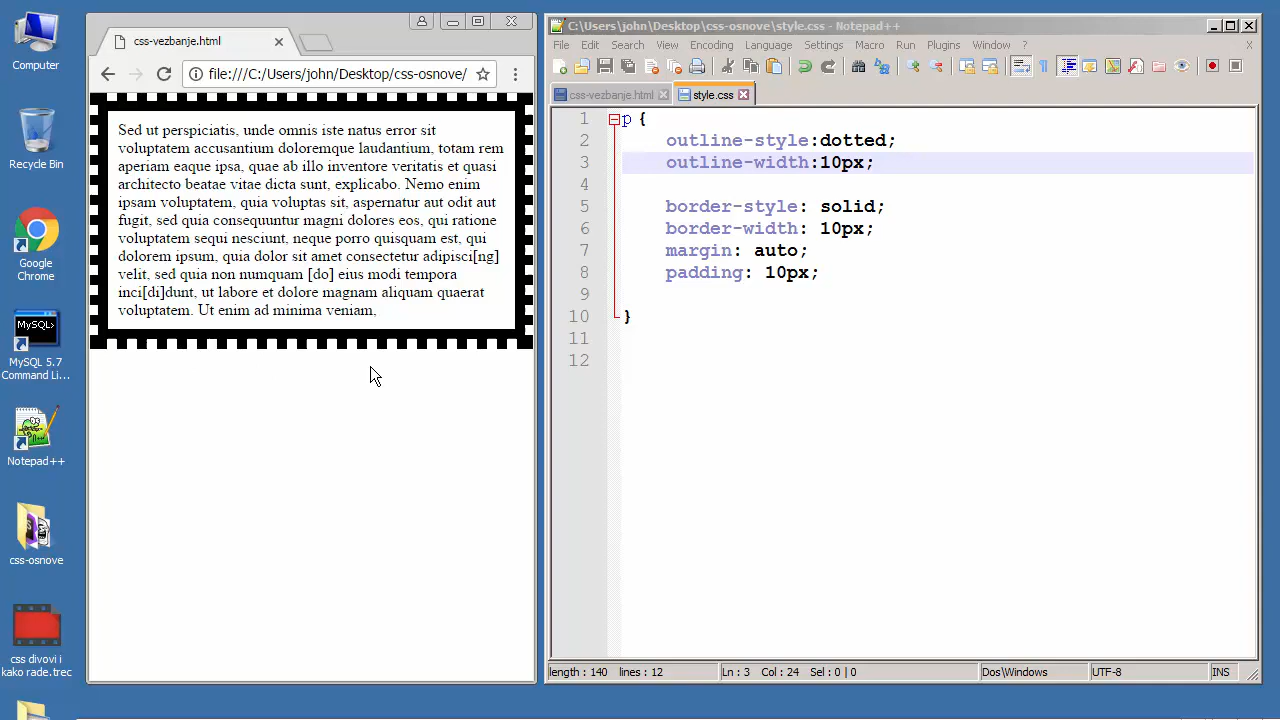 Computer
Recycle Bin
Google
Chrome
MySQL>
MySQL 5.7
Command Li...
Notepad++
css-osnove
css divovi i
kako rade.trec
css-vezbanje.html
file:///C:/Users/john/Desktop/css-osnove/
Sed ut perspiciatis, unde omnis iste natus error sit
voluptatem accusantium doloremque laudantium, totam rem
aperiam eaque ipsa, quae ab illo inventore veritatis et quasi
architecto beatae vitae dicta sunt, explicabo. Nemo enim
ipsam voluptatem, quia voluptas sit, aspernatur aut odit aut
fugit, sed quia consequuntur magni dolores eos, qui ratione
voluptatem sequi nesciunt, neque porro quisquam est, qui
dolorem ipsum, quia dolor sit amet consectetur adipisci[ng]
velit, sed quia non numquam [do] eius modi tempora
inci[di]dunt, ut labore et dolore magnam aliquam quaerat
voluptatem. Ut enim ad minima veniam,
C:\Users\john\Desktop\css-osnove\style.css - Notepad++
File Edit Search View Encoding Language Settings Macro Run Plugins Window ? X
css-vezbanje.html style.css
1 p {
2 outline-style:dotted;
3 outline-width:10px;
4
5 border-style: solid;
6 border-width: 10px;
7 margin: auto;
8 padding: 10px;
9
10 }
11
12
length : 140 lines : 12 Ln : 3 Col : 24 Sel : 0 | 0 Dos\Windows UTF-8 INS